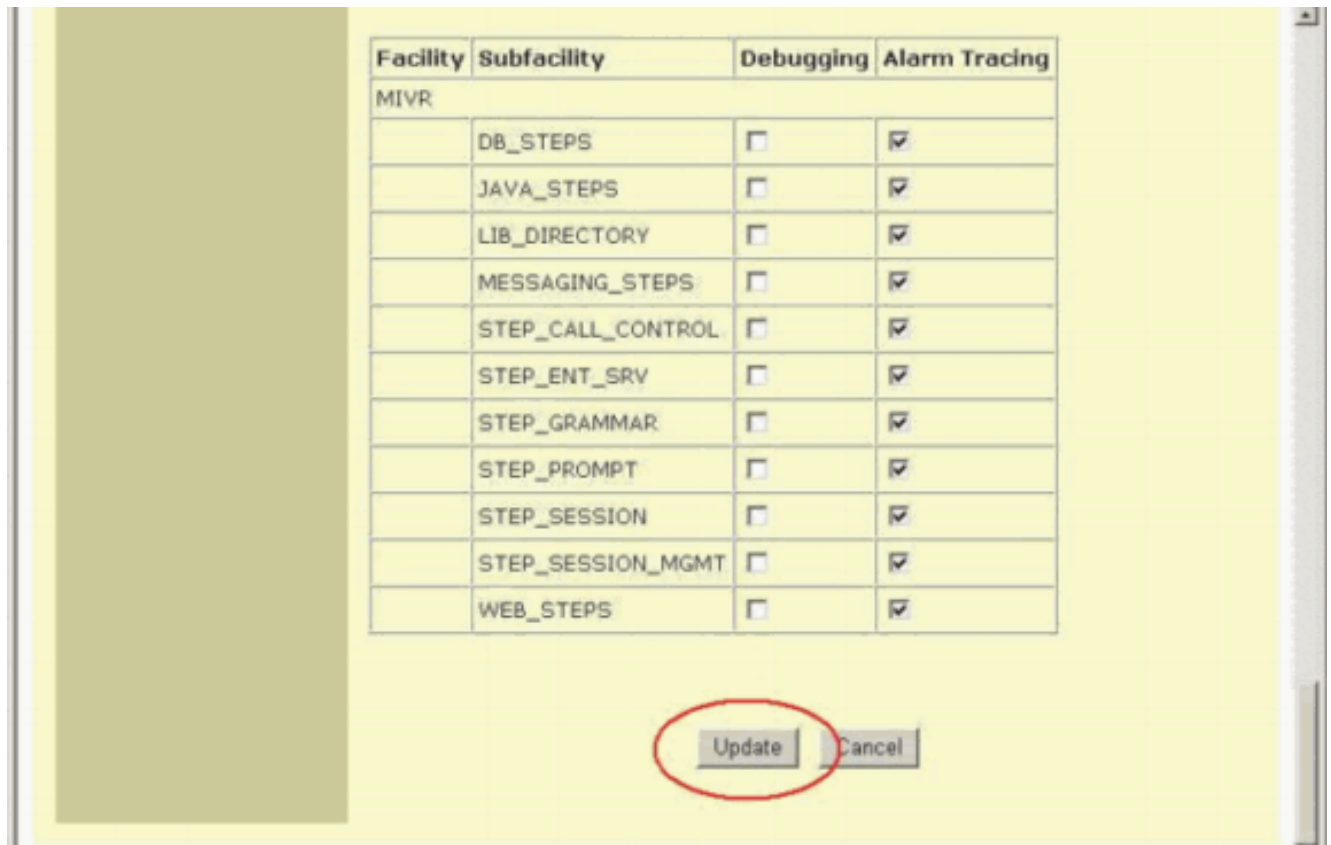 Facility Subfacility Debugging Alarm Tracing
MIVR
DB_STEPS
JAVA_STEPS
LIB_DIRECTORY
MESSAGING_STEPS
STEP_CALL_CONTROL
STEP_ENT_SRV
STEP_GRAMMAR
STEP_PROMPT
STEP_SESSION
STEP_SESSION_MGMT
WEB_STEPS
Update Cancel